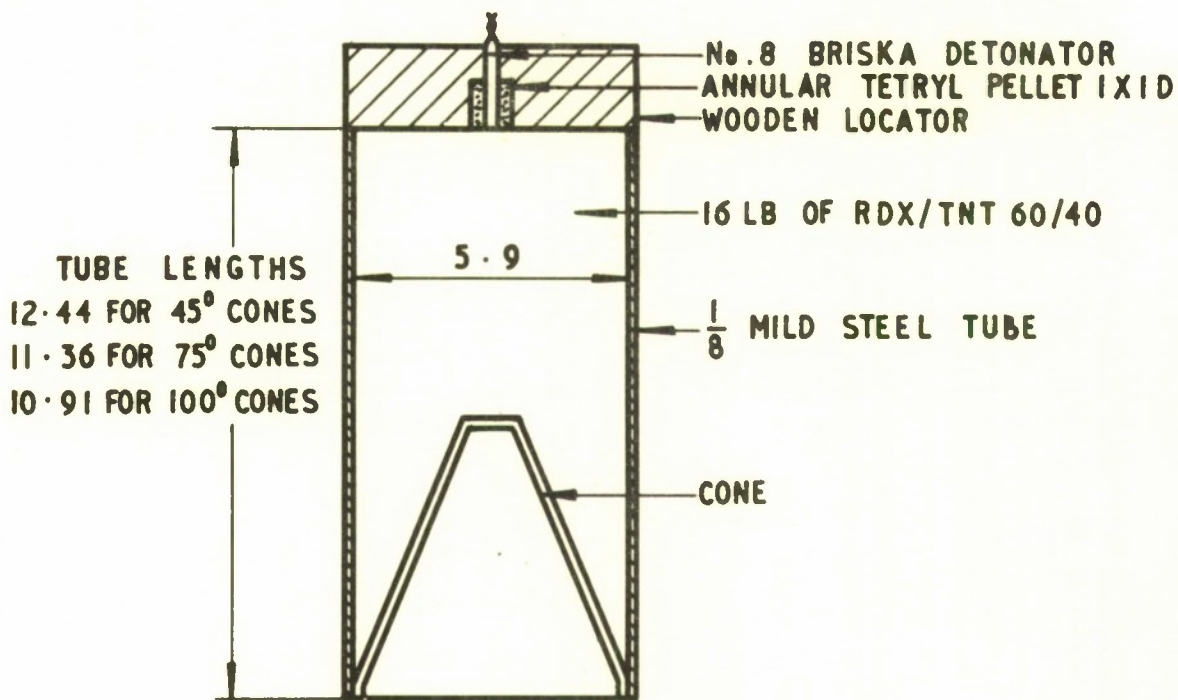 No.8 BRISKA DETONATOR
ANNULAR TETRYL PELLET 1X1D
WOODEN LOCATOR
16 LB OF RDX/TNT 60/40
5·9
TUBE LENGTHS
12·44 FOR 45° CONES
11·36 FOR 75° CONES
10·91 FOR 100° CONES
1/8 MILD STEEL TUBE
CONE